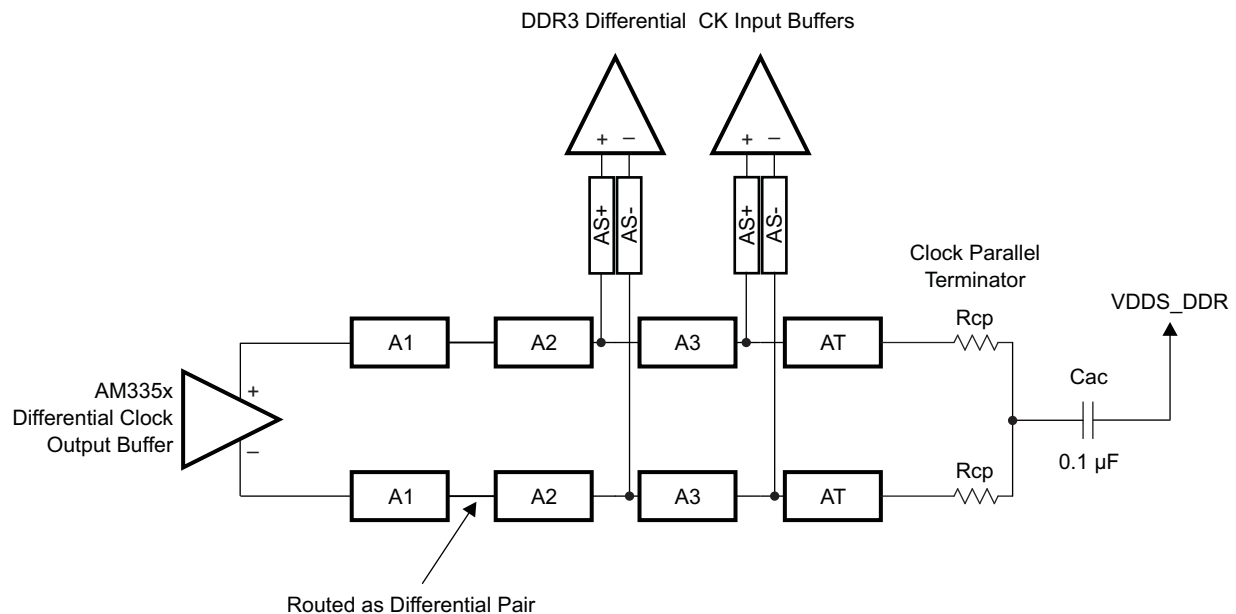 DDR3 Differential CK Input Buffers
+ – + –
AS+ AS- AS+ AS-
Clock Parallel
Terminator
VDDS_DDR
Rcp
A1 A2 A3 AT
Cac
AM335x
Differential Clock
Output Buffer
+
–
0.1 µF
Rcp
A1 A2 A3 AT
Routed as Differential Pair